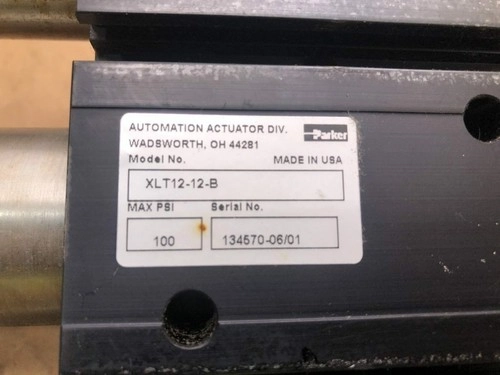 AUTOMATION ACTUATOR DIV.
Parker
WADSWORTH, OH 44281
Model No. MADE IN USA
XLT12-12-B
MAX PSI Serial No.
100 134570-06/01